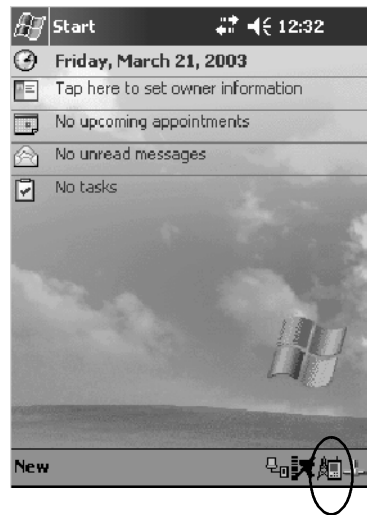 Start 12:32
Friday, March 21, 2003
Tap here to set owner information
No upcoming appointments
No unread messages
No tasks
New